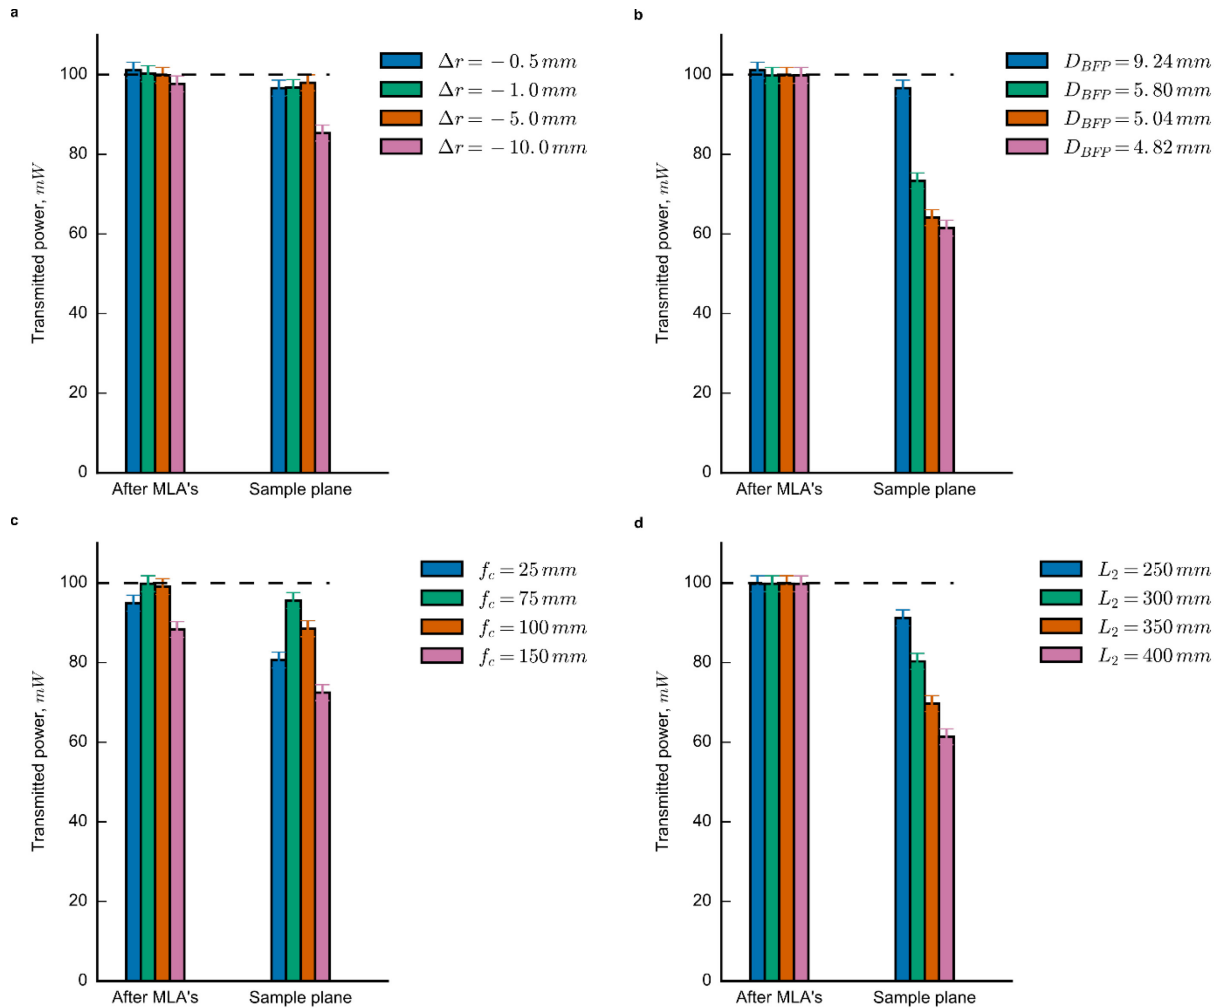 a
Transmitted power, mW
100
80
60
40
20
0
After MLA's
Sample plane
Δr = − 0.5 mm
Δr = − 1.0 mm
Δr = − 5.0 mm
Δr = − 10.0 mm
b
Transmitted power, mW
100
80
60
40
20
0
After MLA's
Sample plane
D_BFP = 9.24 mm
D_BFP = 5.80 mm
D_BFP = 5.04 mm
D_BFP = 4.82 mm
c
Transmitted power, mW
100
80
60
40
20
0
After MLA's
Sample plane
f_c = 25 mm
f_c = 75 mm
f_c = 100 mm
f_c = 150 mm
d
Transmitted power, mW
100
80
60
40
20
0
After MLA's
Sample plane
L_2 = 250 mm
L_2 = 300 mm
L_2 = 350 mm
L_2 = 400 mm